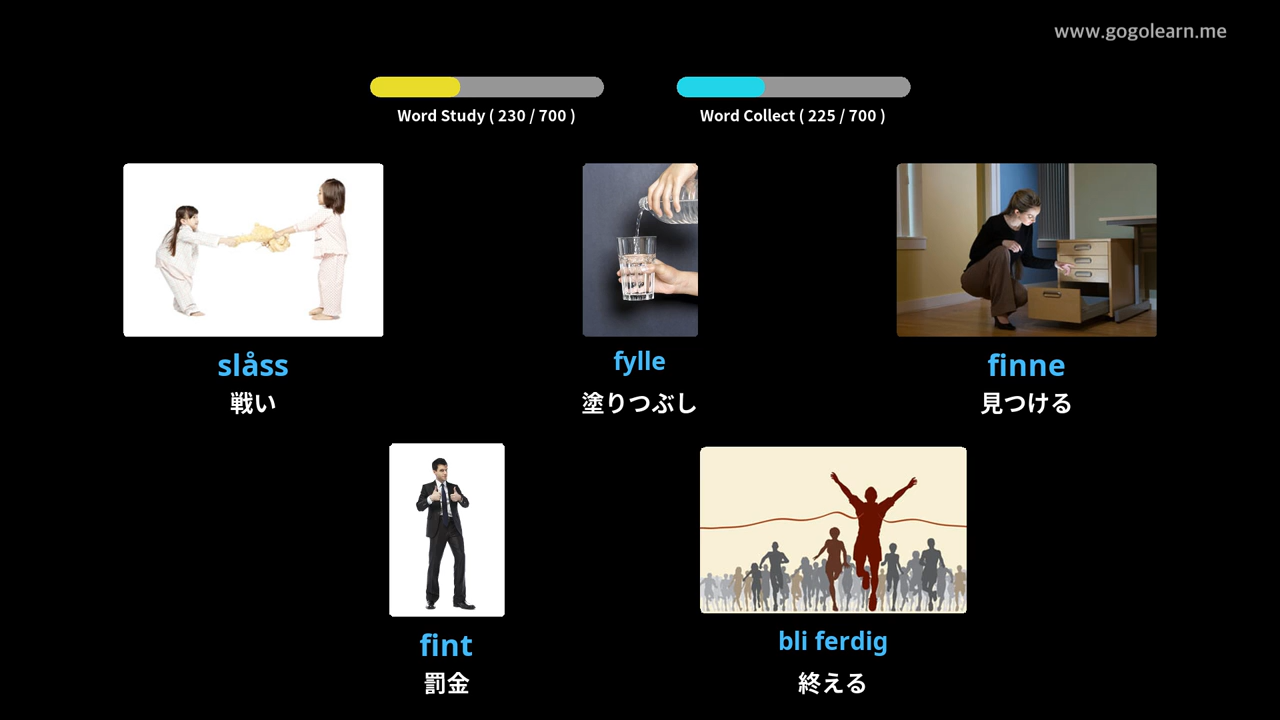 www.gogolearn.me
Word Study ( 230 / 700 )
Word Collect ( 225 / 700 )
slåss
戦い
fylle
塗りつぶし
finne
見つける
fint
罰金
bli ferdig
終える